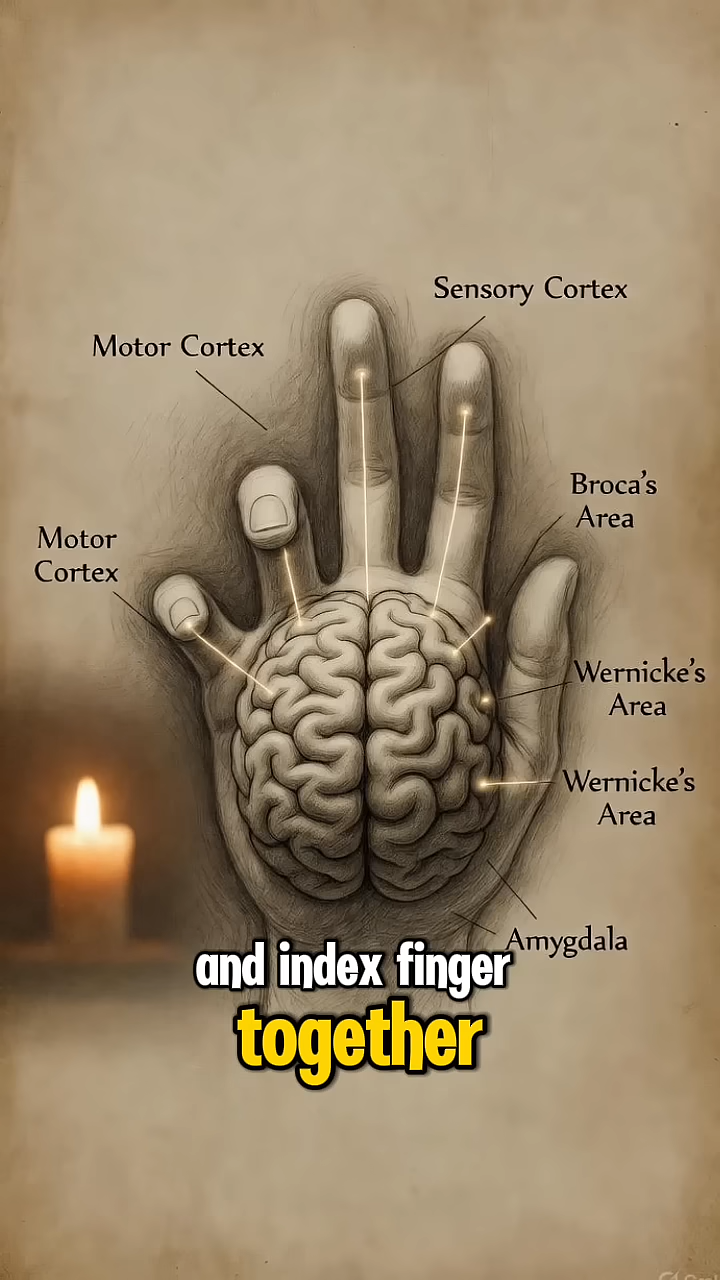 Sensory Cortex
Motor Cortex
Broca's
Area
Motor
Cortex
Wernicke's
Area
Wernicke's
Area
Amygdala
and index finger
together